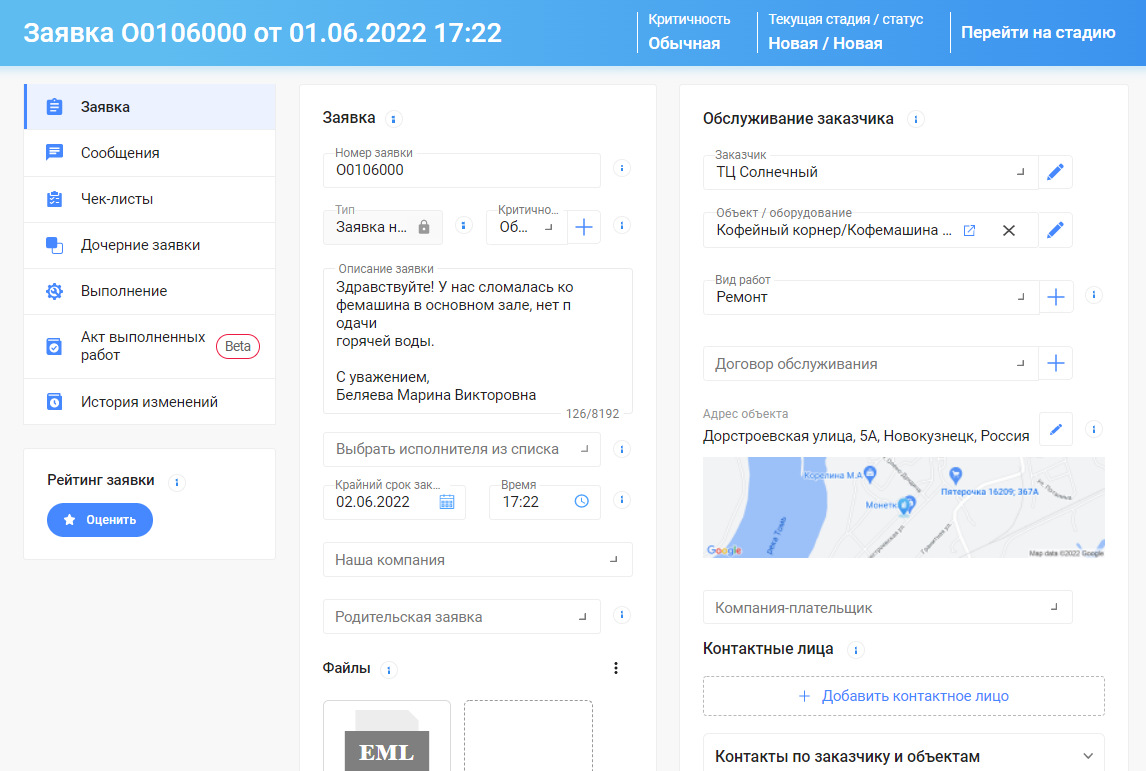 Заявка O0106000 от 01.06.2022 17:22
Критичность
Обычная
Текущая стадия / статус
Новая / Новая
Перейти на стадию
Заявка
Сообщения
Чек-листы
Дочерние заявки
Выполнение
Акт выполненных
работ
Beta
История изменений
Рейтинг заявки
Оценить
Заявка
Номер заявки
O0106000
Тип
Заявка н...
Критично...
Об...
Описание заявки
Здравствуйте! У нас сломалась ко
фемашина в основном зале, нет п
одачи
горячей воды.
С уважением,
Беляева Марина Викторовна
126/8192
Выбрать исполнителя из списка
Крайний срок зак...
02.06.2022
Время
17:22
Наша компания
Родительская заявка
Файлы
EML
Обслуживание заказчика
Заказчик
ТЦ Солнечный
Объект / оборудование
Кофейный корнер/Кофемашина ...
Вид работ
Ремонт
Договор обслуживания
Адрес объекта
Дорстроевская улица, 5А, Новокузнецк, Россия
Корелина М.А
Пятерочка 16209; 367А
Монетк
река Томь
Google
Map data ©2022 Google
Компания-плательщик
Контактные лица
Добавить контактное лицо
Контакты по заказчику и объектам